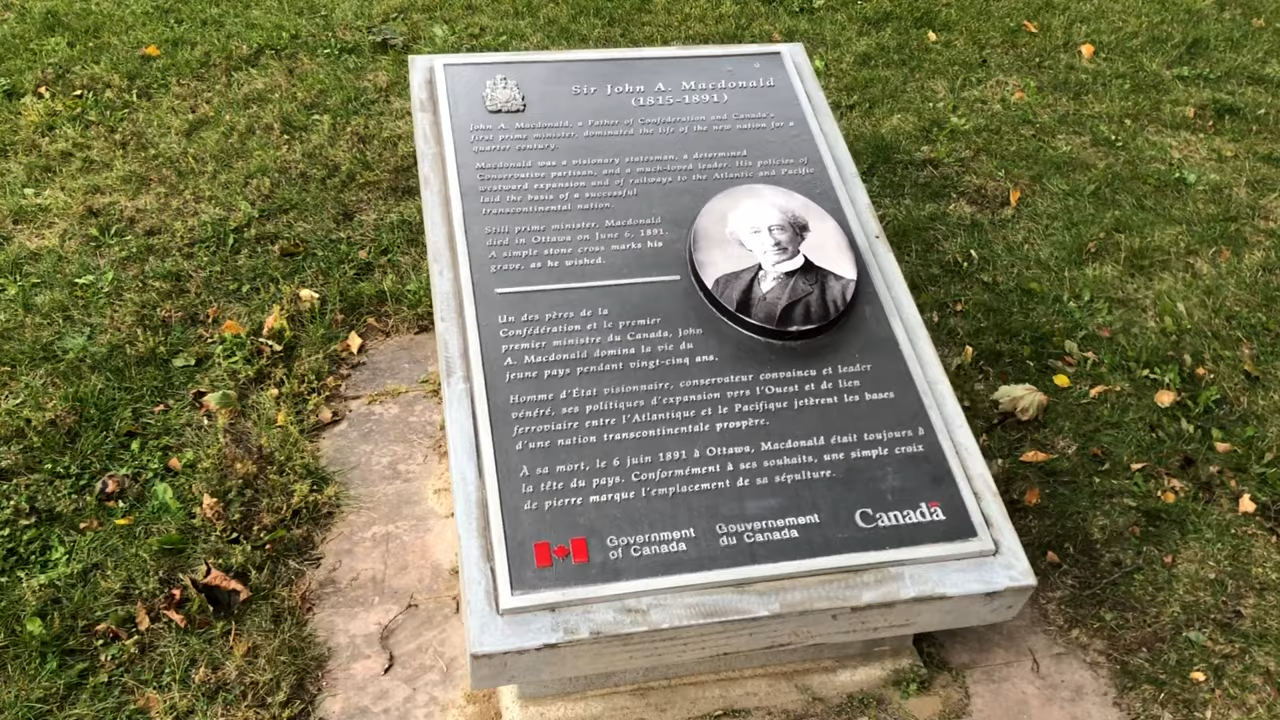 Sir John A. Macdonald
(1815-1891)
John A. Macdonald, a Father of Confederation and Canada's
first prime minister, dominated the life of the new nation for a
quarter century.
Macdonald was a visionary statesman, a determined
Conservative partisan, and a much-loved leader. His policies of
westward expansion and of railways to the Atlantic and Pacific
laid the basis of a successful
transcontinental nation.
Still prime minister, Macdonald
died in Ottawa on June 6, 1891.
A simple stone cross marks his
grave, as he wished.
Un des pères de la
Confédération et le premier
premier ministre du Canada, John
A. Macdonald domina la vie du
jeune pays pendant vingt-cinq ans.
Homme d'État visionnaire, conservateur convaincu et leader
vénéré, ses politiques d'expansion vers l'Ouest et de lien
ferroviaire entre l'Atlantique et le Pacifique jetèrent les bases
d'une nation transcontinentale prospère.
À sa mort, le 6 juin 1891 à Ottawa, Macdonald était toujours à
la tête du pays. Conformément à ses souhaits, une simple croix
de pierre marque l'emplacement de sa sépulture.
Government Gouvernement
of Canada du Canada
Canada